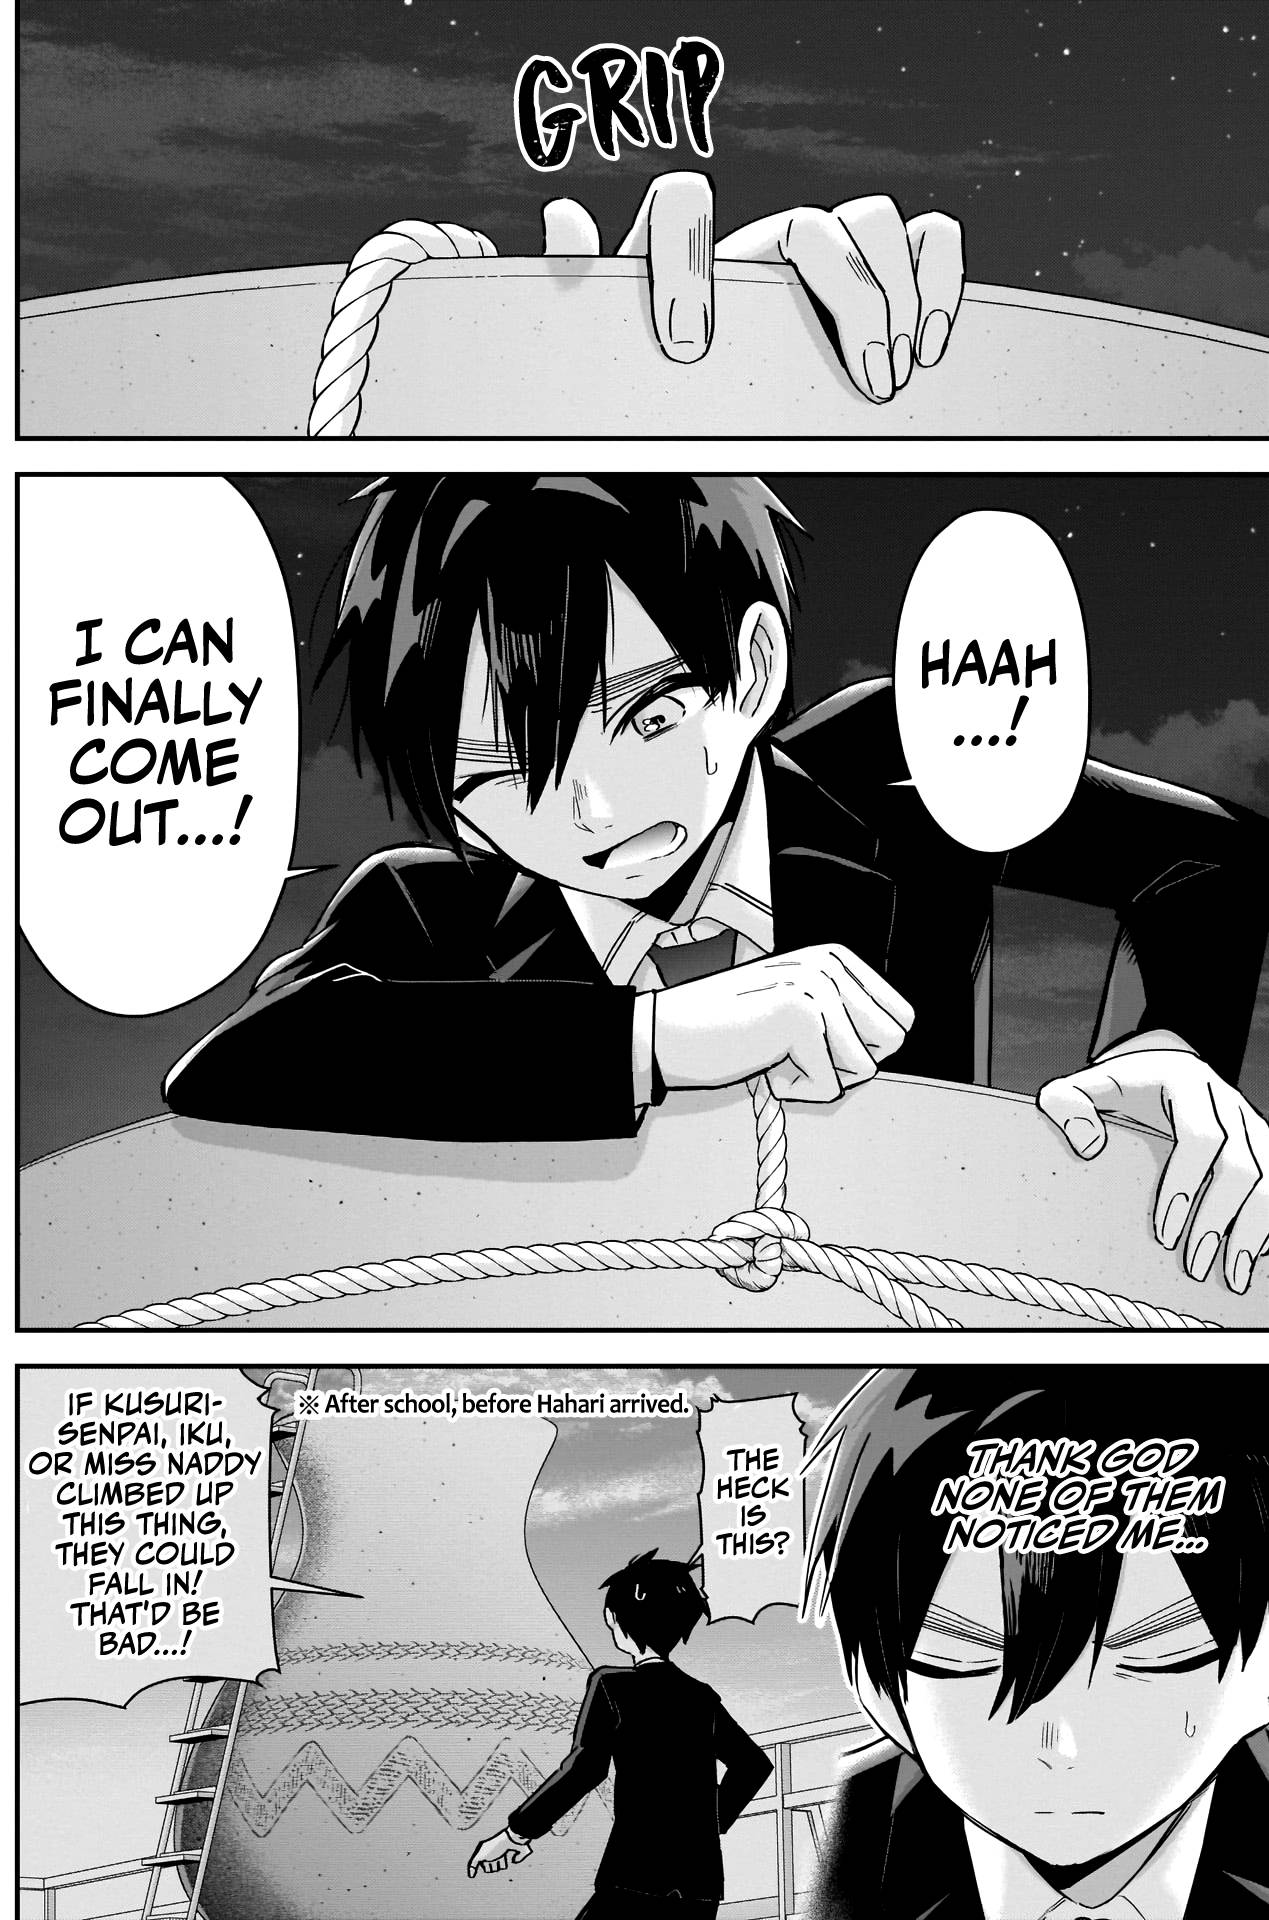 GRIP
HAAH
...!
I CAN
FINALLY
COME
OUT...!
THANK GOD
NONE OF THEM
NOTICED ME...
※ After school, before Hahari arrived.
THE
HECK
IS
THIS?
IF KUSURI-
SENPAI, IKU,
OR MISS NADDY
CLIMBED UP
THIS THING,
THEY COULD
FALL IN!
THAT'D BE
BAD...!